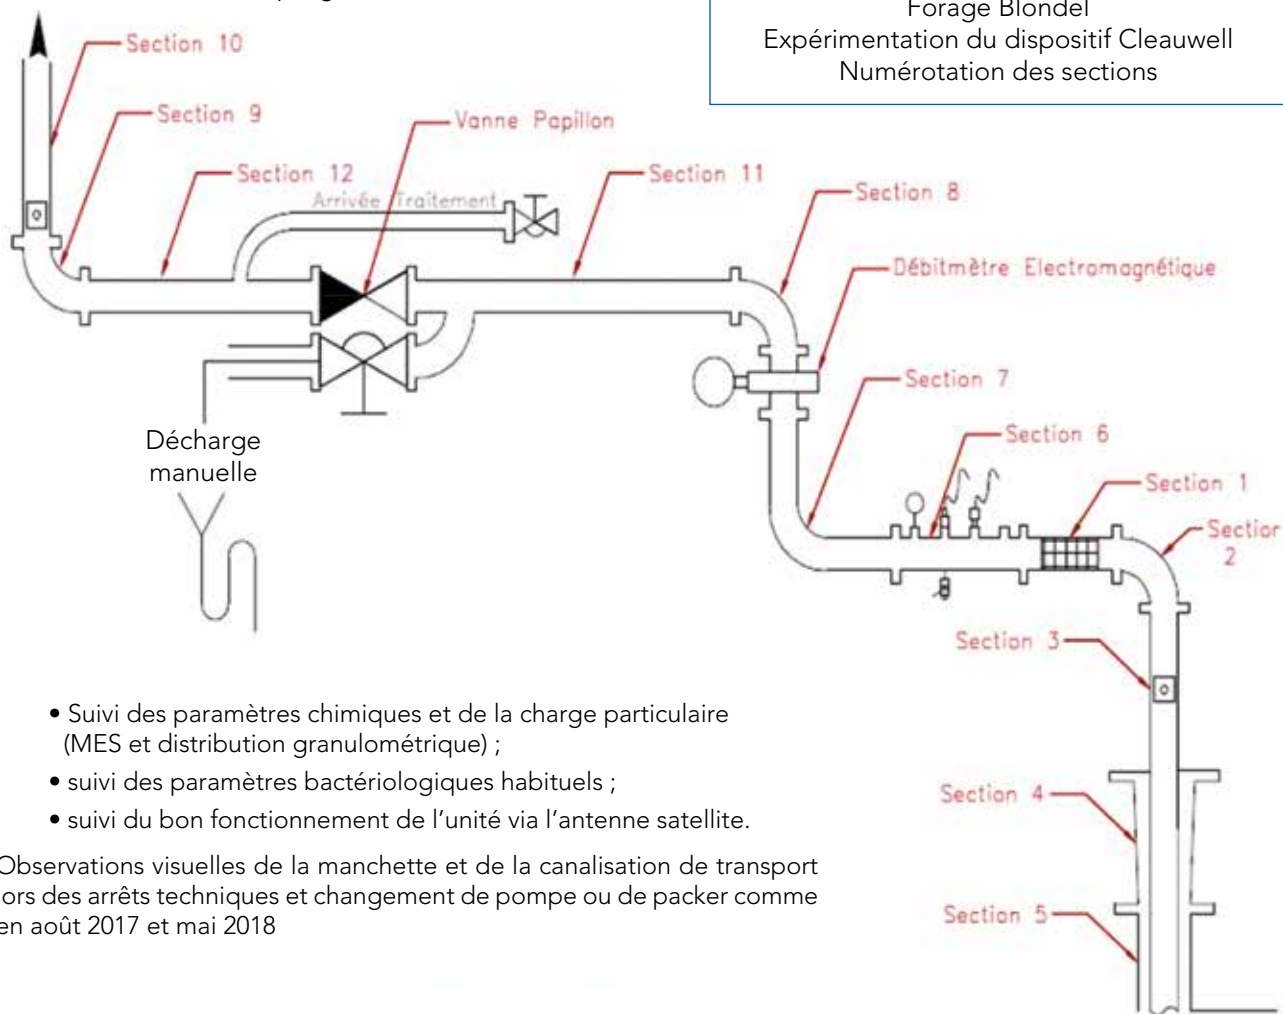 Forage Blondel
Expérimentation du dispositif Cleauwell
Numérotation des sections
Section 10
Section 9
Vanne Papillon
Section 12
Arrivée Traitement
Section 11
Section 8
Débitmètre Electromagnétique
Section 7
Décharge
manuelle
Section 6
Section 1
Section
2
Section 3
Section 4
Section 5
• Suivi des paramètres chimiques et de la charge particulaire
(MES et distribution granulométrique) ;
• suivi des paramètres bactériologiques habituels ;
• suivi du bon fonctionnement de l’unité via l’antenne satellite.
Observations visuelles de la manchette et de la canalisation de transport
lors des arrêts techniques et changement de pompe ou de packer comme
en août 2017 et mai 2018